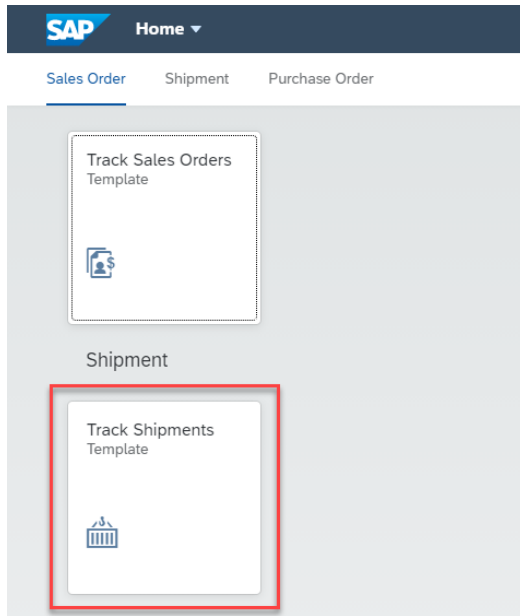 SAP Home
Sales Order Shipment Purchase Order
Track Sales Orders
Template
$
Shipment
Track Shipments
Template